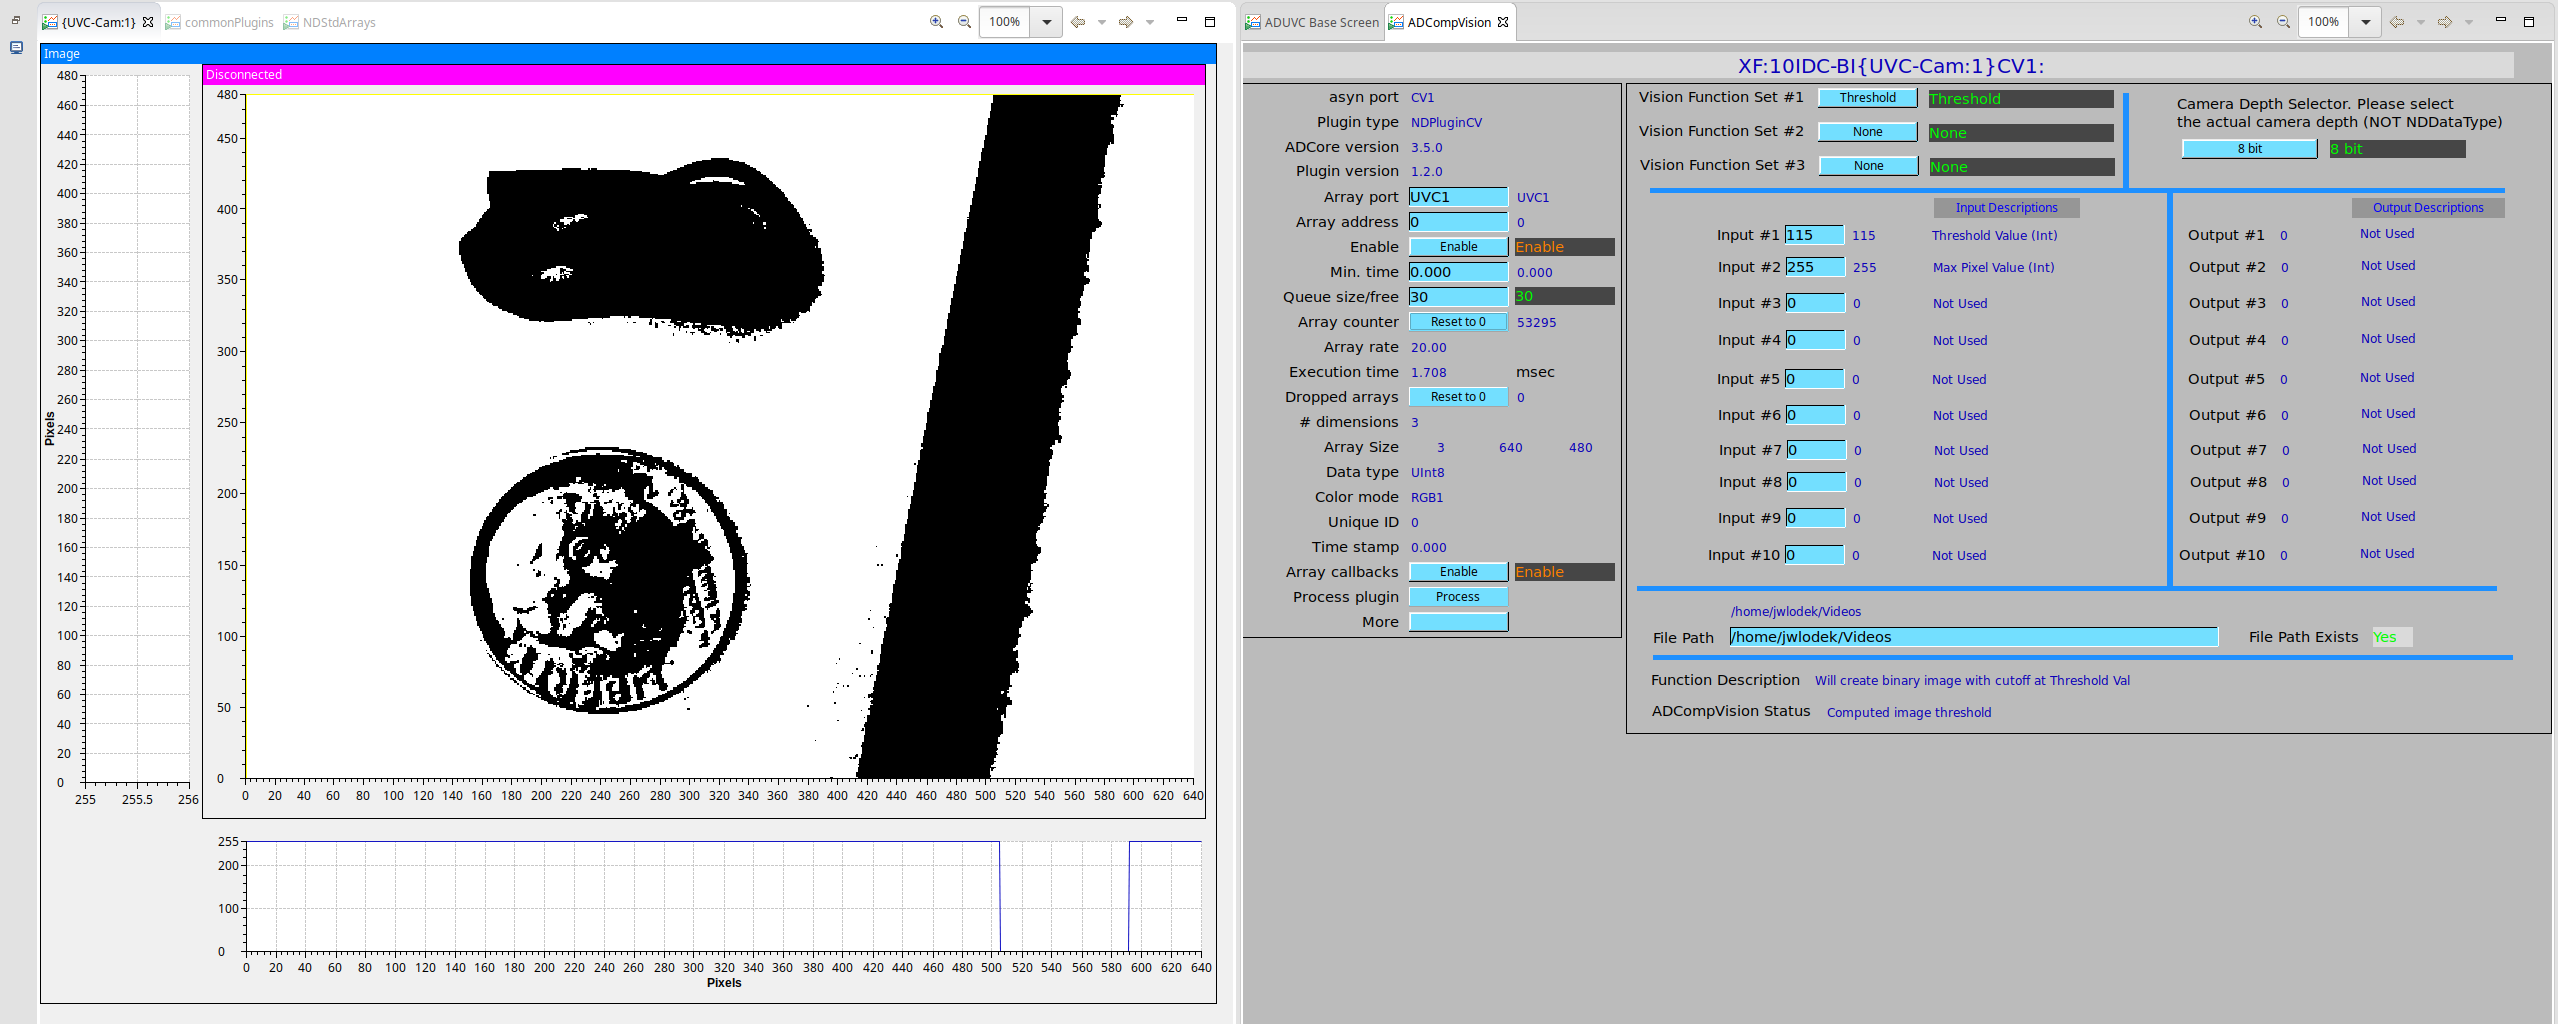 {UVC-Cam:1}
commonPlugins
NDStdArrays
100%
Image
Disconnected
480
460
440
420
400
380
360
340
320
300
280
260
240
220
200
180
160
140
120
100
80
60
40
20
0
Pixels
255 255.5 256
480
450
400
350
300
250
200
150
100
50
0
0 20 40 60 80 100 120 140 160 180 200 220 240 260 280 300 320 340 360 380 400 420 440 460 480 500 520 540 560 580 600 620 640
255
200
100
0
0 20 40 60 80 100 120 140 160 180 200 220 240 260 280 300 320 340 360 380 400 420 440 460 480 500 520 540 560 580 600 620 640
Pixels
ADUVC Base Screen
ADCompVision
100%
XF:10IDC-BI{UVC-Cam:1}CV1:
asyn port CV1
Plugin type NDPluginCV
ADCore version 3.5.0
Plugin version 1.2.0
Array port UVC1 UVC1
Array address 0 0
Enable Enable Enable
Min. time 0.000 0.000
Queue size/free 30 30
Array counter Reset to 0 53295
Array rate 20.00
Execution time 1.708 msec
Dropped arrays Reset to 0 0
# dimensions 3
Array Size 3 640 480
Data type UInt8
Color mode RGB1
Unique ID 0
Time stamp 0.000
Array callbacks Enable Enable
Process plugin Process
More
Vision Function Set #1 Threshold Threshold
Vision Function Set #2 None None
Vision Function Set #3 None None
Camera Depth Selector. Please select
the actual camera depth (NOT NDDataType)
8 bit 8 bit
Input Descriptions
Input #1 115 115 Threshold Value (Int)
Input #2 255 255 Max Pixel Value (Int)
Input #3 0 0 Not Used
Input #4 0 0 Not Used
Input #5 0 0 Not Used
Input #6 0 0 Not Used
Input #7 0 0 Not Used
Input #8 0 0 Not Used
Input #9 0 0 Not Used
Input #10 0 0 Not Used
Output Descriptions
Output #1 0 Not Used
Output #2 0 Not Used
Output #3 0 Not Used
Output #4 0 Not Used
Output #5 0 Not Used
Output #6 0 Not Used
Output #7 0 Not Used
Output #8 0 Not Used
Output #9 0 Not Used
Output #10 0 Not Used
/home/jwlodek/Videos
File Path /home/jwlodek/Videos File Path Exists Yes
Function Description Will create binary image with cutoff at Threshold Val
ADCompVision Status Computed image threshold